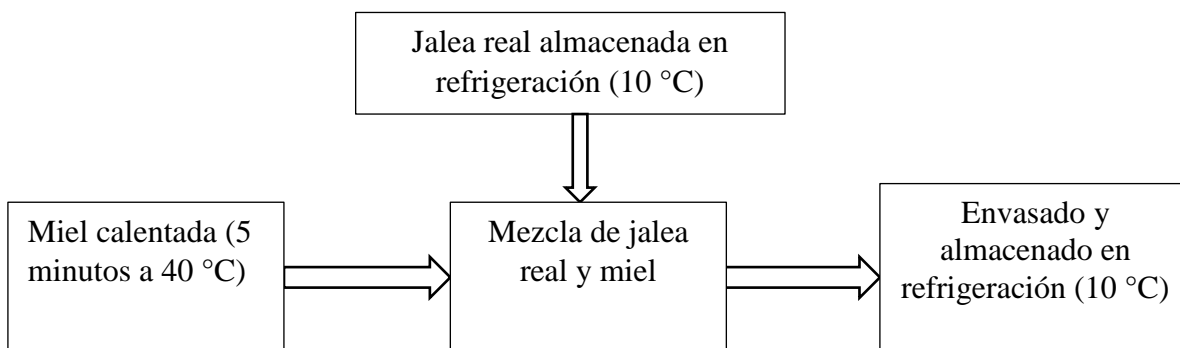 Jalea real almacenada en
refrigeración (10 °C)
Miel calentada (5
minutos a 40 °C)
Mezcla de jalea
real y miel
Envasado y
almacenado en
refrigeración (10 °C)